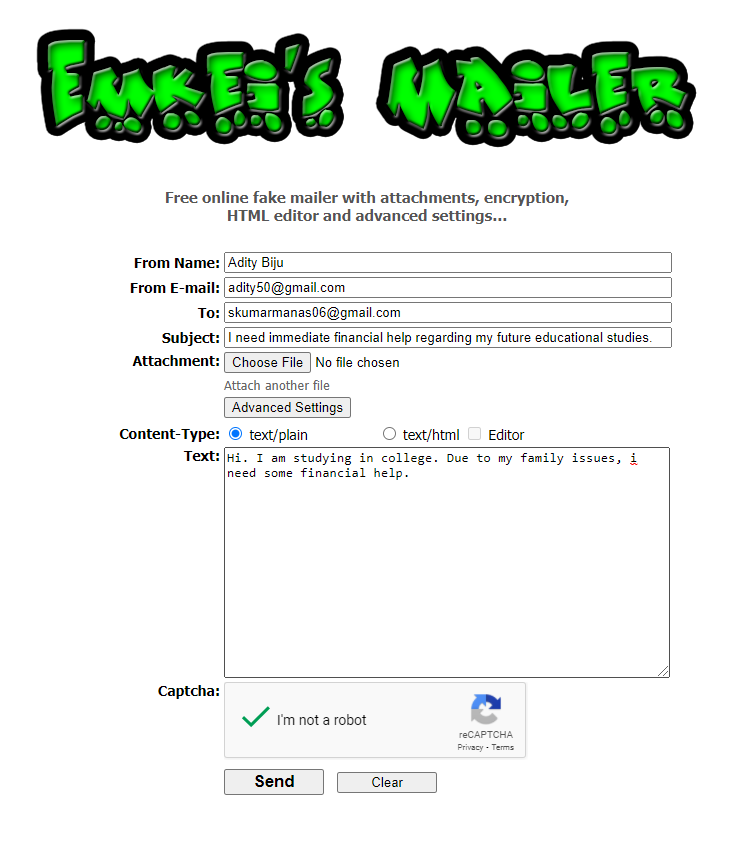 Emkei's Mailer
Free online fake mailer with attachments, encryption,
HTML editor and advanced settings...
From Name: Adity Biju
From E-mail: adity50@gmail.com
To: skumarmanas06@gmail.com
Subject: I need immediate financial help regarding my future educational studies.
Attachment: Choose File No file chosen
Attach another file
Advanced Settings
Content-Type: text/plain text/html Editor
Text: Hi. I am studying in college. Due to my family issues, i
need some financial help.
Captcha: I'm not a robot
reCAPTCHA
Privacy - Terms
Send Clear